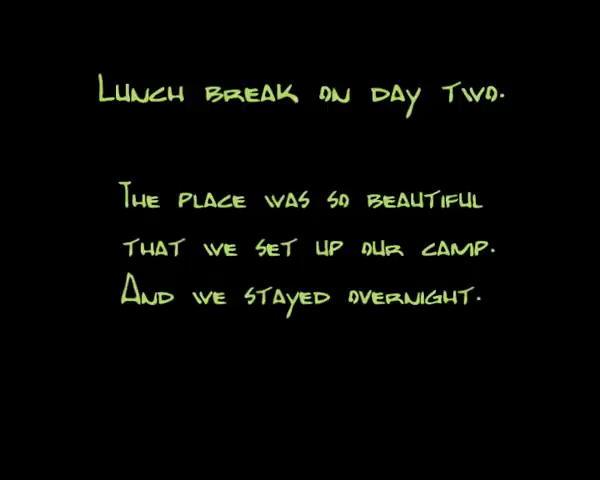 Lunch break on day two.
The place was so beautiful
that we set up our camp.
And we stayed overnight.